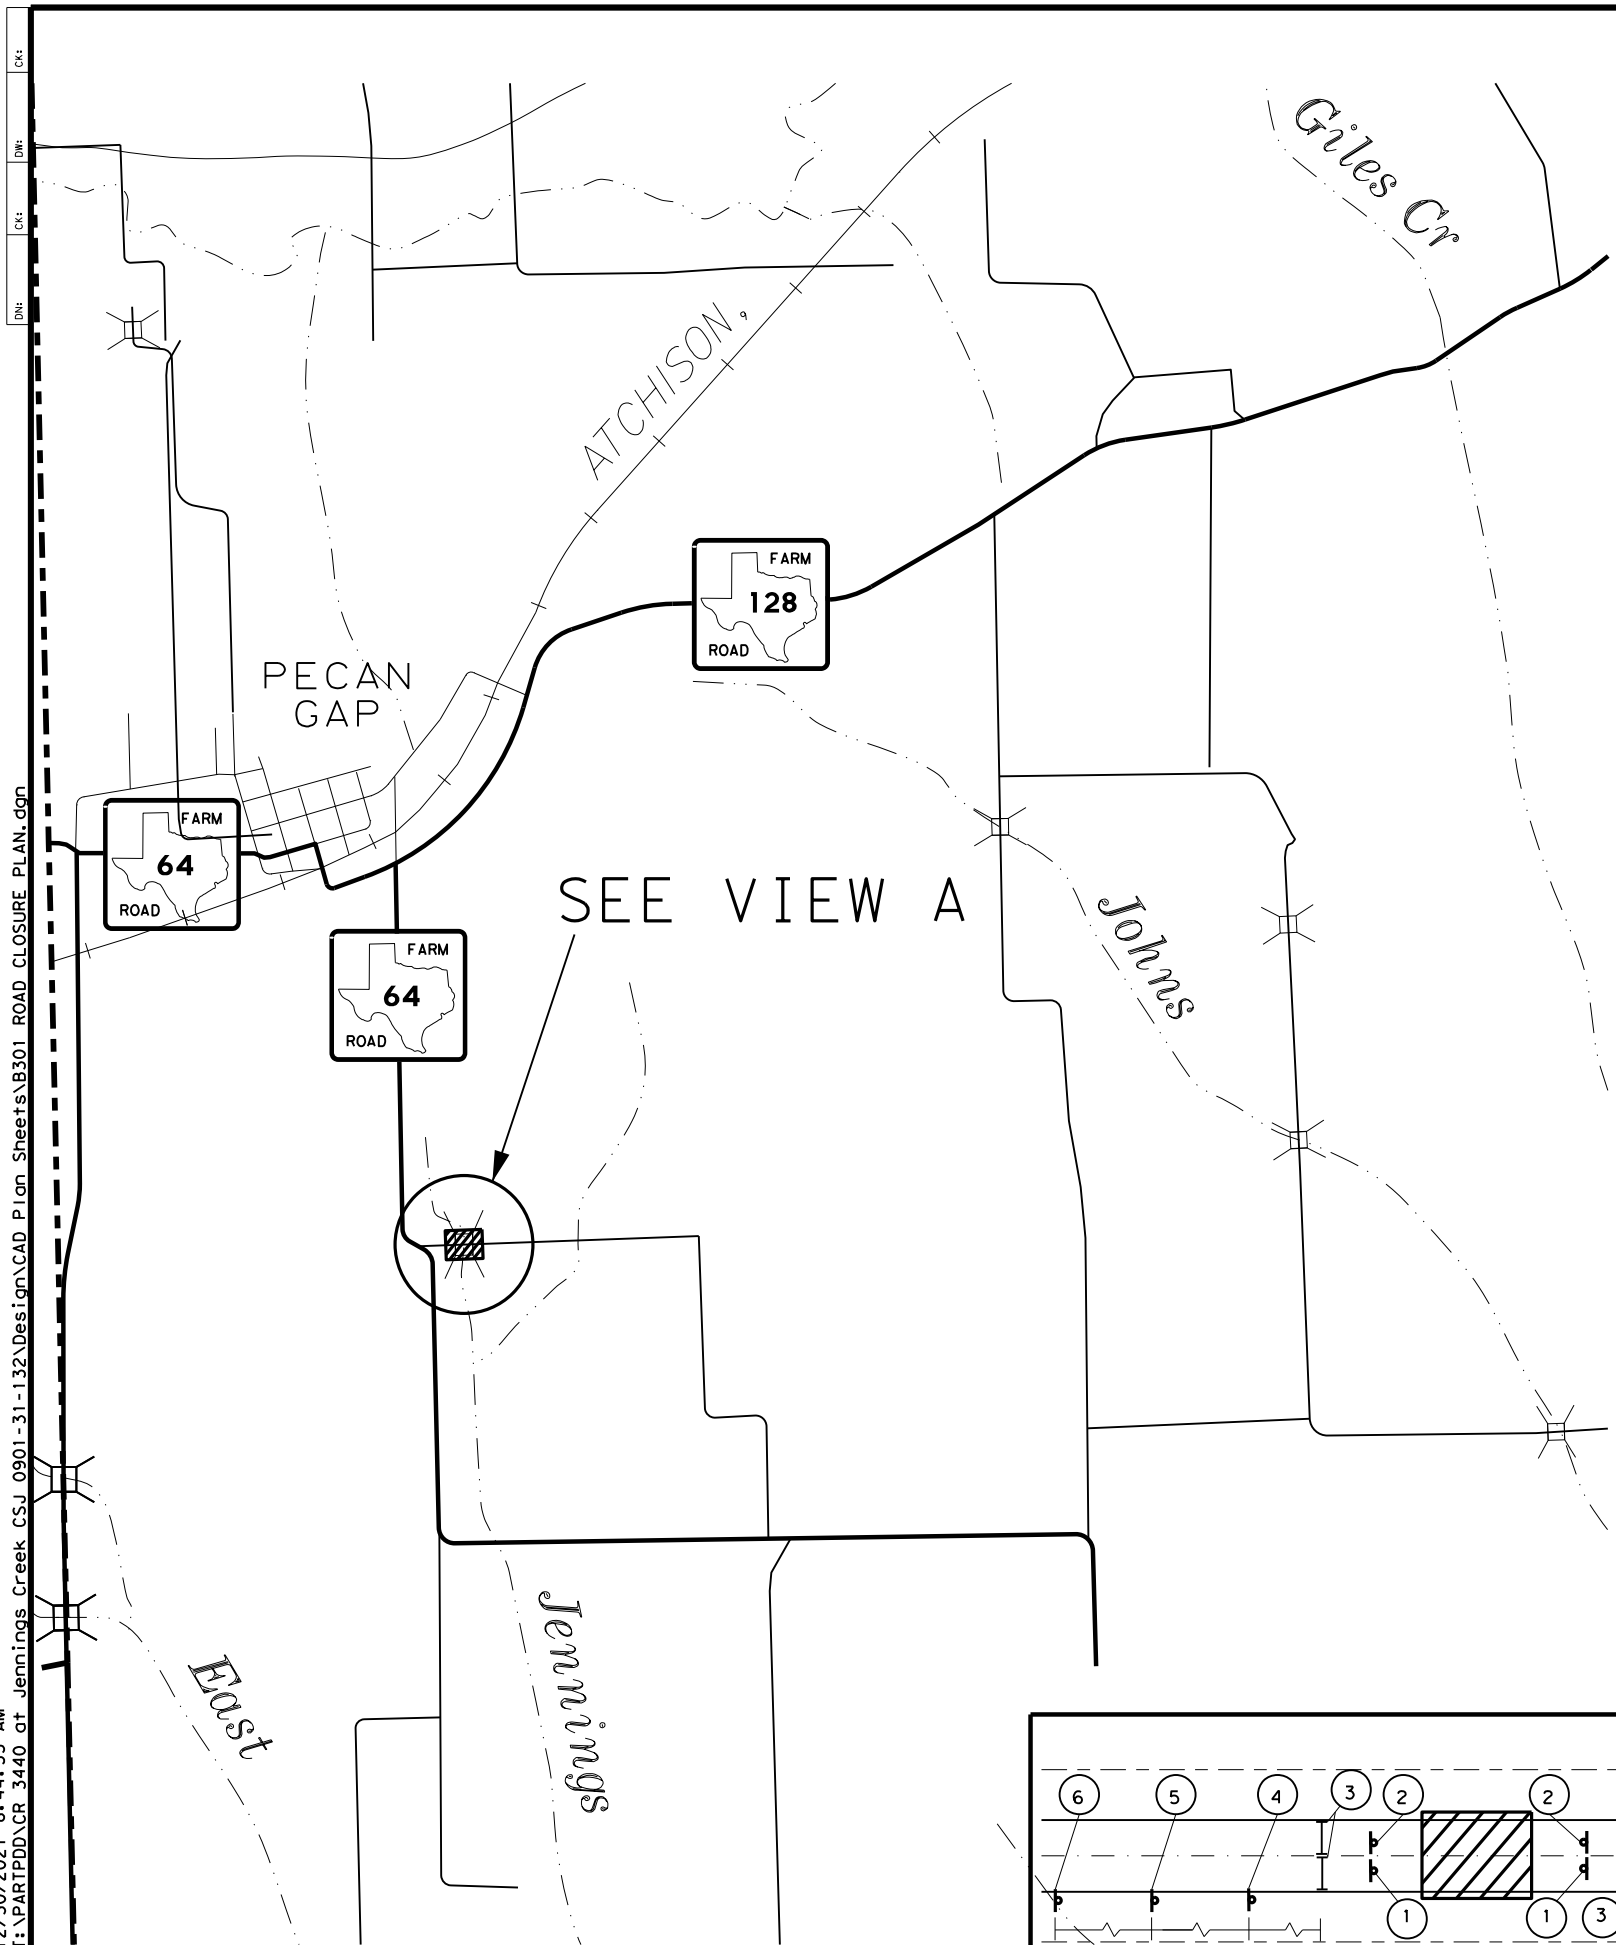 CK:
DW:
CK:
DN:
Giles Cr
ATCHISON,
FARM
128
ROAD
PECAN
GAP
FARM
64
ROAD
SEE VIEW A
FARM
64
ROAD
Johns
Jennings
East
6
5
4
3
2
2
1
1
3
T:\PARTPDD\CR 3440 at Jennings Creek CSJ 0901-31-132\Design\CAD Plan Sheets\B301 ROAD CLOSURE PLAN.dgn